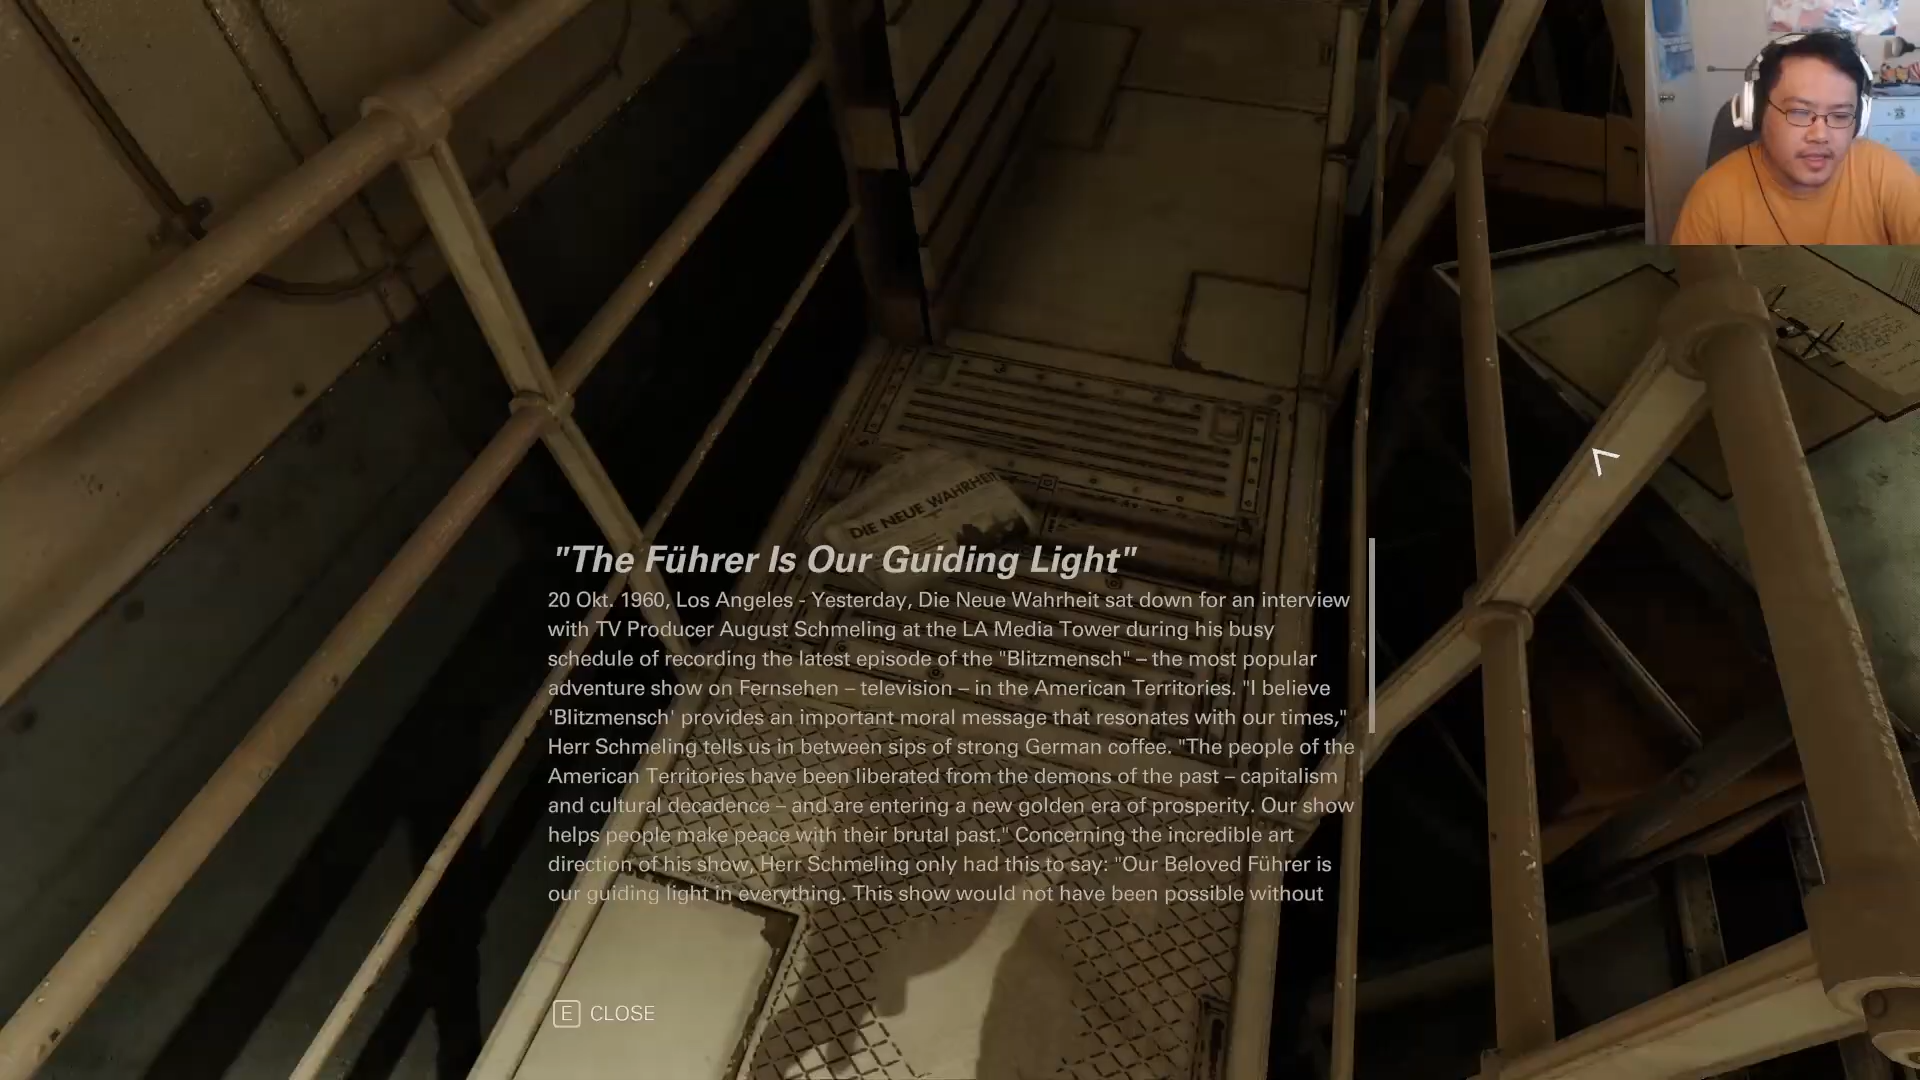 DIE NEUE WAHRHEIT
"The Führer Is Our Guiding Light"
20 Okt. 1960, Los Angeles - Yesterday, Die Neue Wahrheit sat down for an interview
with TV Producer August Schmeling at the LA Media Tower during his busy
schedule of recording the latest episode of the "Blitzmensch" – the most popular
adventure show on Fernsehen – television – in the American Territories. "I believe
'Blitzmensch' provides an important moral message that resonates with our times,"
Herr Schmeling tells us in between sips of strong German coffee. "The people of the
American Territories have been liberated from the demons of the past – capitalism
and cultural decadence – and are entering a new golden era of prosperity. Our show
helps people make peace with their brutal past." Concerning the incredible art
direction of his show, Herr Schmeling only had this to say: "Our Beloved Führer is
our guiding light in everything. This show would not have been possible without
E CLOSE